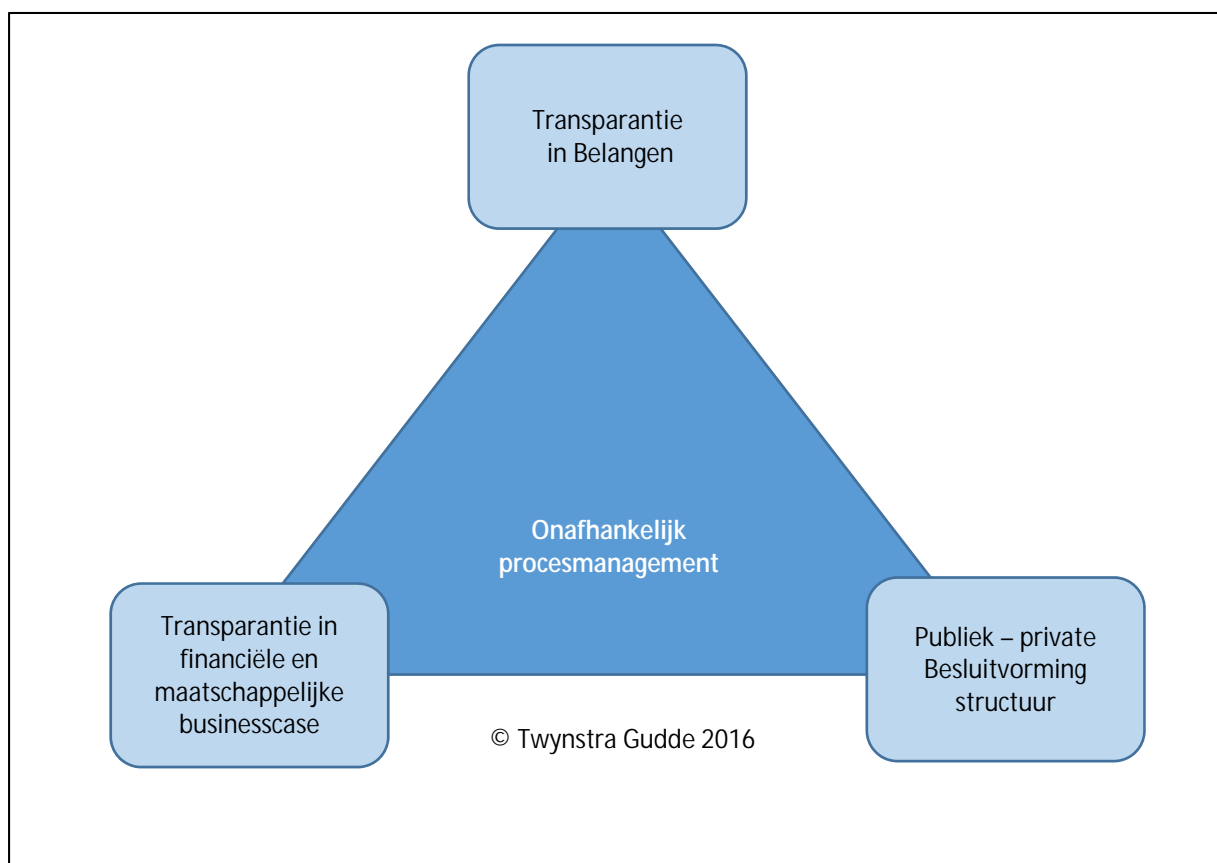 Transparantie
in Belangen
Onafhankelijk
procesmanagement
Transparantie in
financiële en
maatschappelijke
businesscase
Publiek – private
Besluitvorming
structuur
© Twynstra Gudde 2016